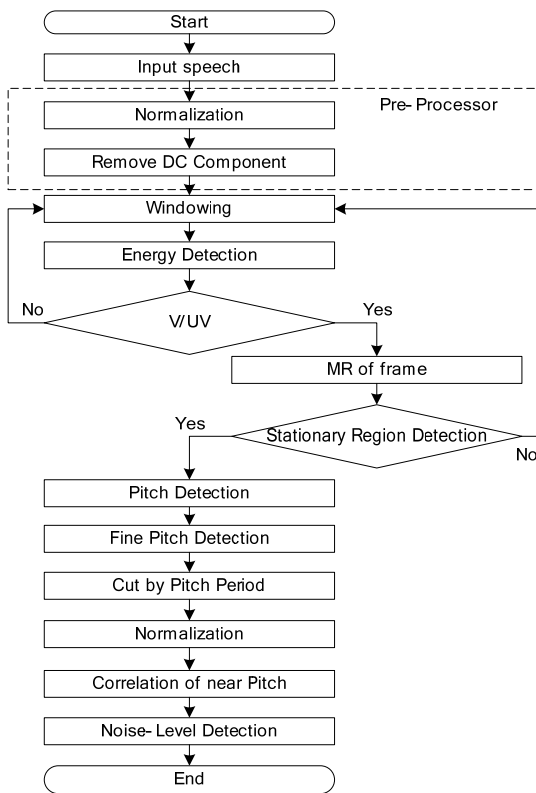 Start
Input speech
Pre-Processor
Normalization
Remove DC Component
Windowing
Energy Detection
No
V/UV
Yes
MR of frame
Yes
Stationary Region Detection
No
Pitch Detection
Fine Pitch Detection
Cut by Pitch Period
Normalization
Correlation of near Pitch
Noise-Level Detection
End